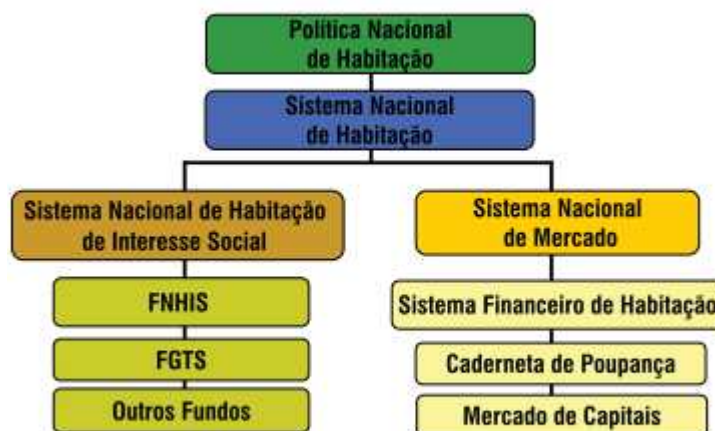 Política Nacional
de Habitação
Sistema Nacional
de Habitação
Sistema Nacional de Habitação
de Interesse Social
FNHIS
FGTS
Outros Fundos
Sistema Nacional
de Mercado
Sistema Financeiro de Habitação
Caderneta de Poupança
Mercado de Capitais